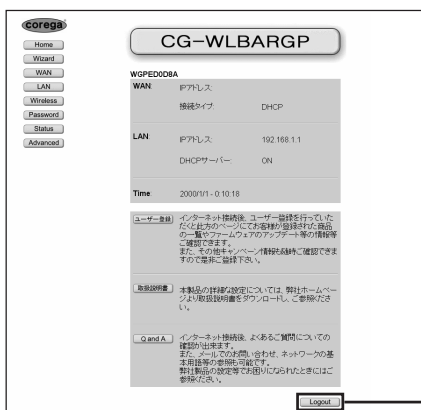 corega
CG-WLBARGP
Home
Wizard
WAN
LAN
Wireless
Password
Status
Advanced
WGPED0D8A
WAN: IPアドレス:
接続タイプ: DHCP
LAN: IPアドレス: 192.168.1.1
DHCPサーバー: ON
Time: 2000/1/1 - 0:10:18
ユーザー登録 インターネット接続後、ユーザー登録を行っていた
だくと此方のページにてお客様が登録された商品
の一覧やファームウェアのアップデート等の情報等
ご確認できます。
また、その他キャンペーン情報も随時ご確認できま
すので是非ご登録下さい。
取扱説明書 本製品の詳細な設定については、弊社ホームペー
ジより取扱説明書をダウンロードし、ご参照くださ
い。
Q and A インターネット接続後、よくあるご質問についての
確認が出来ます。
また、メールでのお問い合わせ、ネットワークの基
本用語等の参照も可能です。
弊社製品の設定等でお困りになられたときにはご
参照ください。
Logout